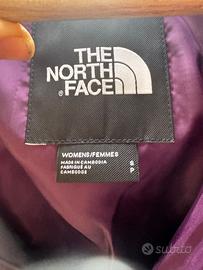 THE
NORTH
FACE
WOMENS/FEMMES
MADE IN CAMBODIA
FABRIQUÉ AU
CAMBODGE
S
P
subito